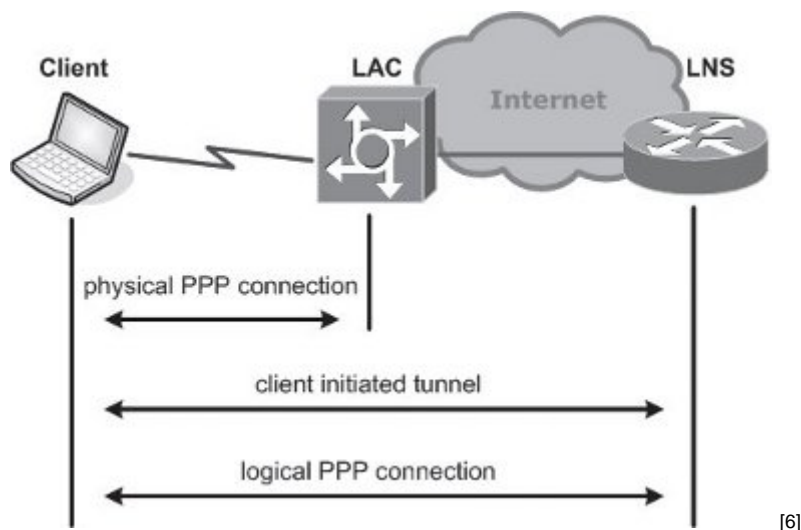 Client
LAC
LNS
Internet
physical PPP connection
client initiated tunnel
logical PPP connection
[6]